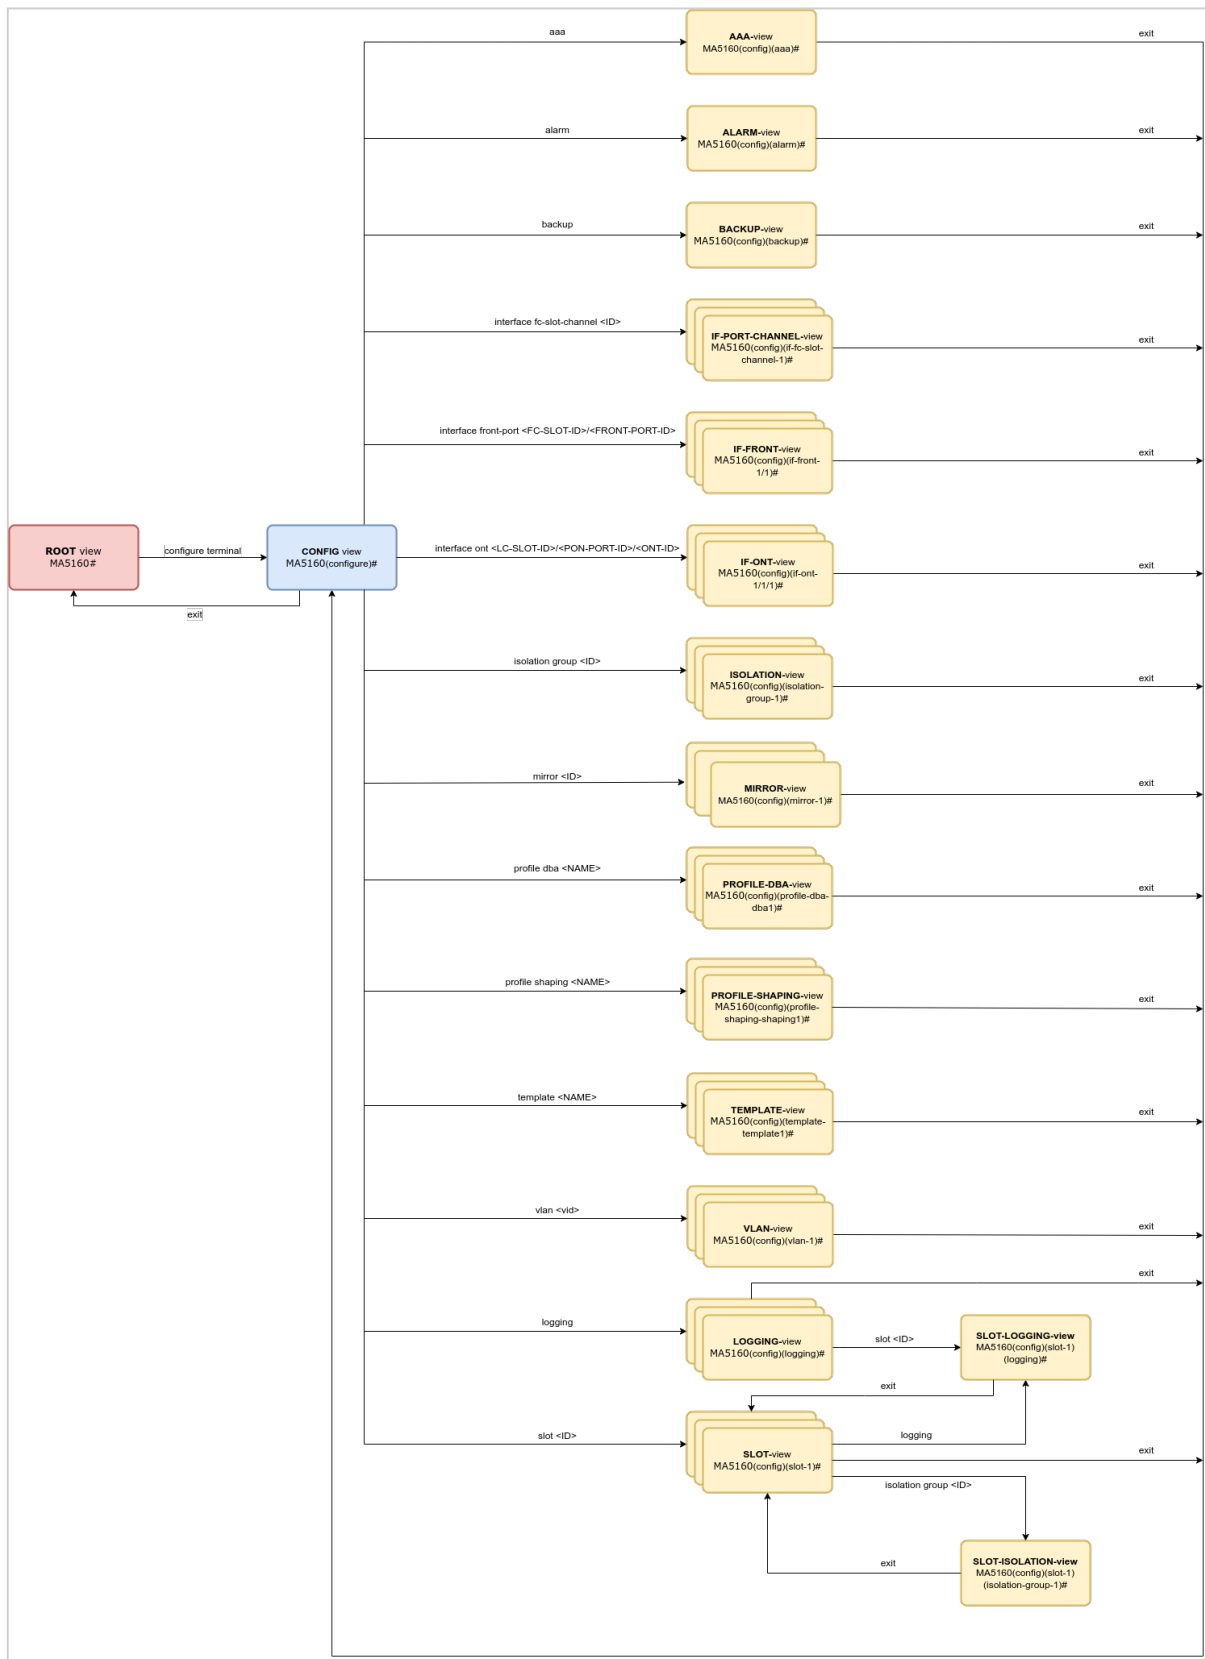 aaa
AAA-view
MA5160(config)(aaa)#
exit
alarm
ALARM-view
MA5160(config)(alarm)#
exit
backup
BACKUP-view
MA5160(config)(backup)#
exit
interface fc-slot-channel <ID>
IF-PORT-CHANNEL-view
MA5160(config)(if-fc-slot-
channel-1)#
exit
interface front-port <FC-SLOT-ID>/<FRONT-PORT-ID>
IF-FRONT-view
MA5160(config)(if-front-
1/1)#
exit
ROOT view
MA5160#
configure terminal
exit
CONFIG view
MA5160(configure)#
interface ont <LC-SLOT-ID>/<PON-PORT-ID>/<ONT-ID>
IF-ONT-view
MA5160(config)(if-ont-
1/1/1)#
exit
isolation group <ID>
ISOLATION-view
MA5160(config)(isolation-
group-1)#
exit
mirror <ID>
MIRROR-view
MA5160(config)(mirror-1)#
exit
profile dba <NAME>
PROFILE-DBA-view
MA5160(config)(profile-dba-
dba1)#
exit
profile shaping <NAME>
PROFILE-SHAPING-view
MA5160(config)(profile-
shaping-shaping1)#
exit
template <NAME>
TEMPLATE-view
MA5160(config)(template-
template1)#
exit
vlan <vid>
VLAN-view
MA5160(config)(vlan-1)#
exit
exit
logging
LOGGING-view
MA5160(config)(logging)#
slot <ID>
SLOT-LOGGING-view
MA5160(config)(slot-1)
(logging)#
exit
slot <ID>
SLOT-view
MA5160(config)(slot-1)#
logging
exit
isolation group <ID>
exit
SLOT-ISOLATION-view
MA5160(config)(slot-1)
(isolation-group-1)#